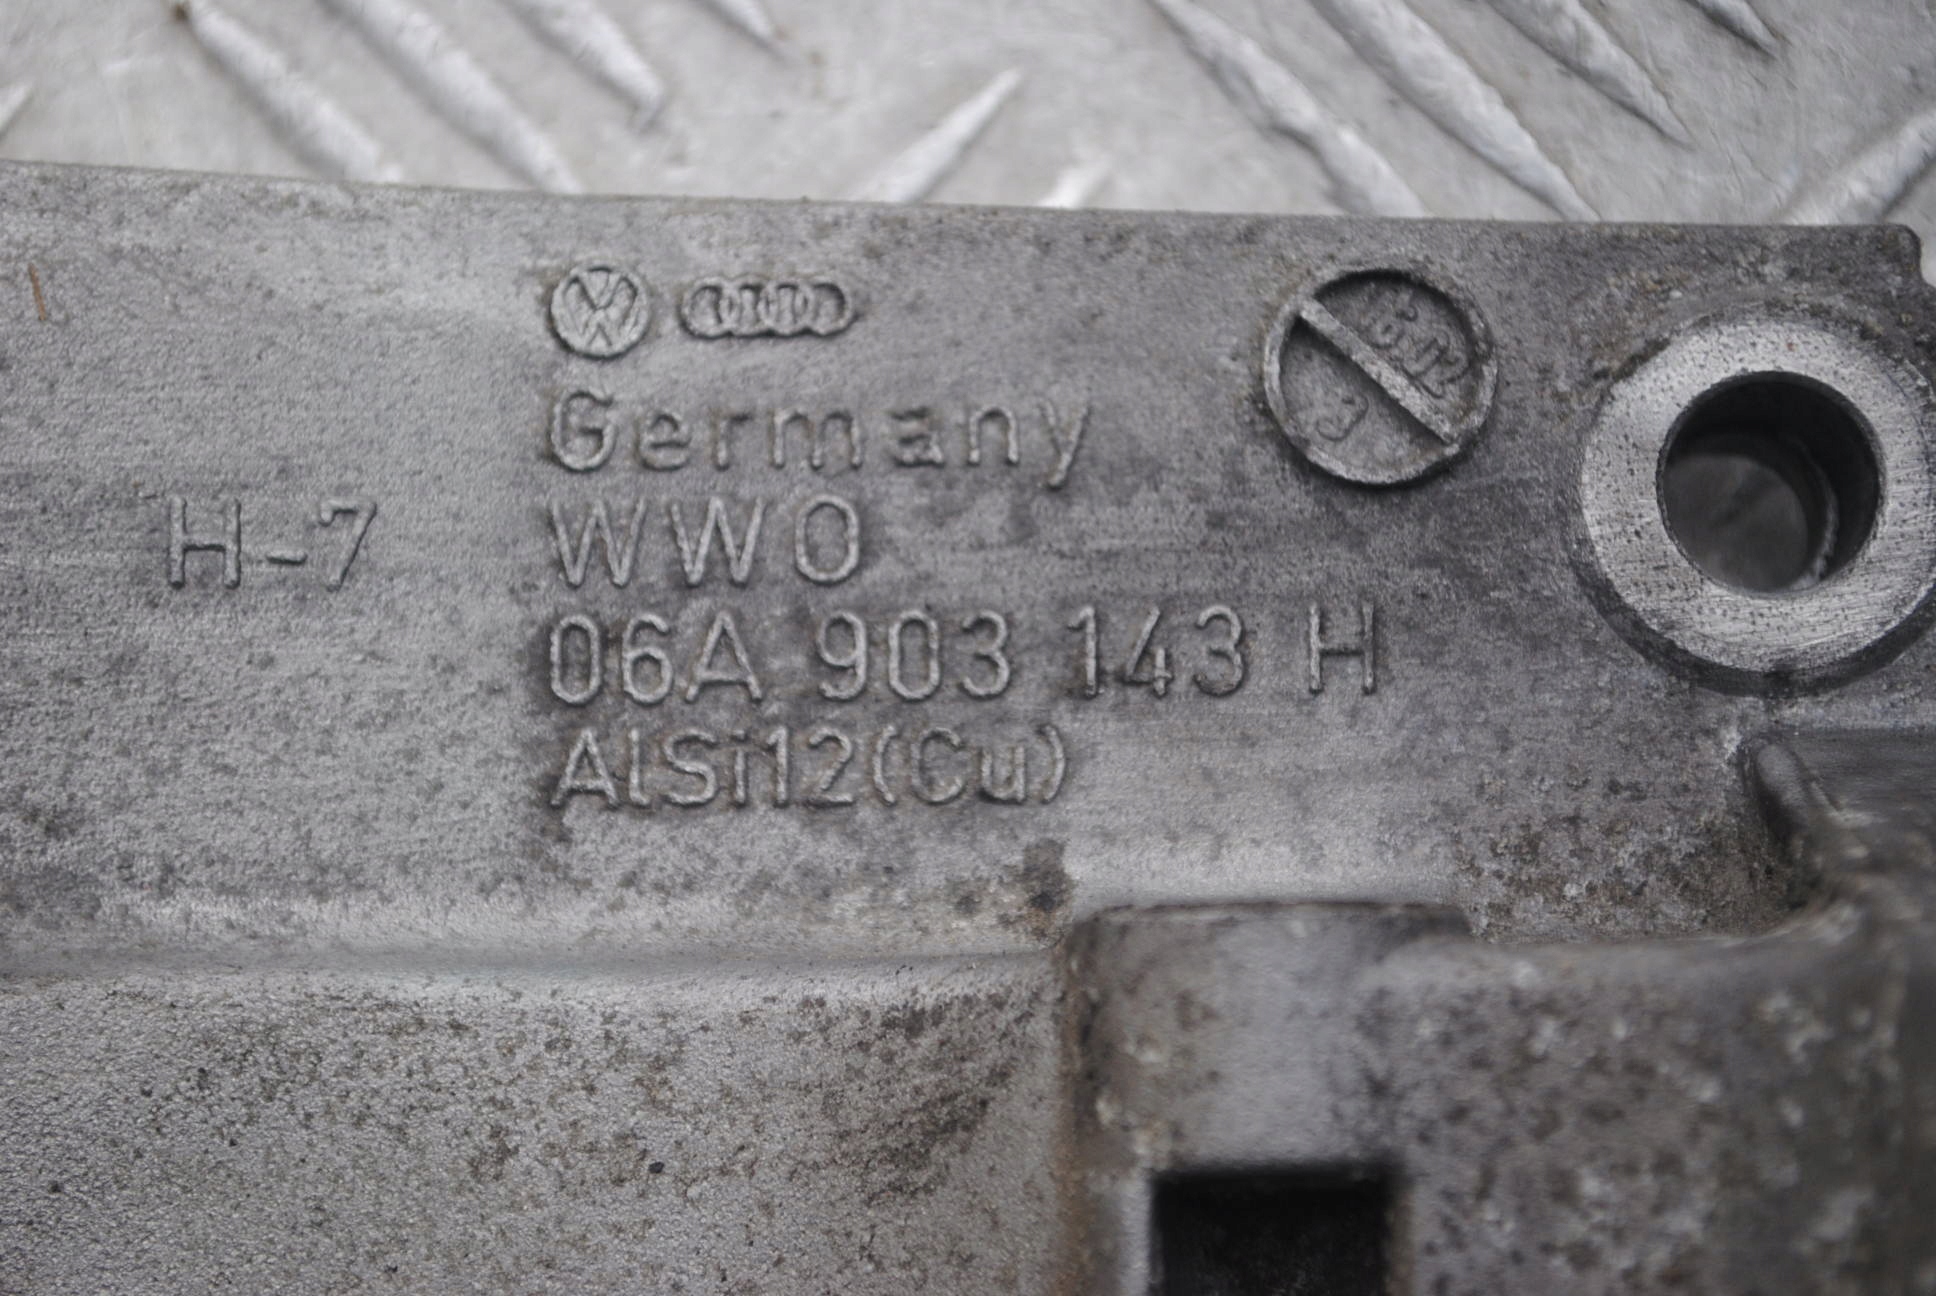 Germany
H-7
WWO
06A 903 143 H
AlSi12(Cu)